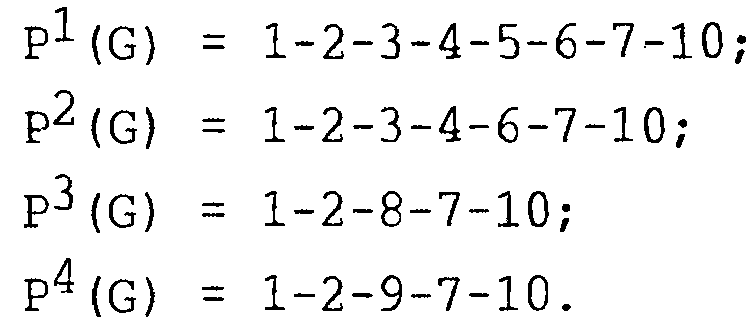 P¹(G) = 1-2-3-4-5-6-7-10;
P²(G) = 1-2-3-4-6-7-10;
P³(G) = 1-2-8-7-10;
P⁴(G) = 1-2-9-7-10.